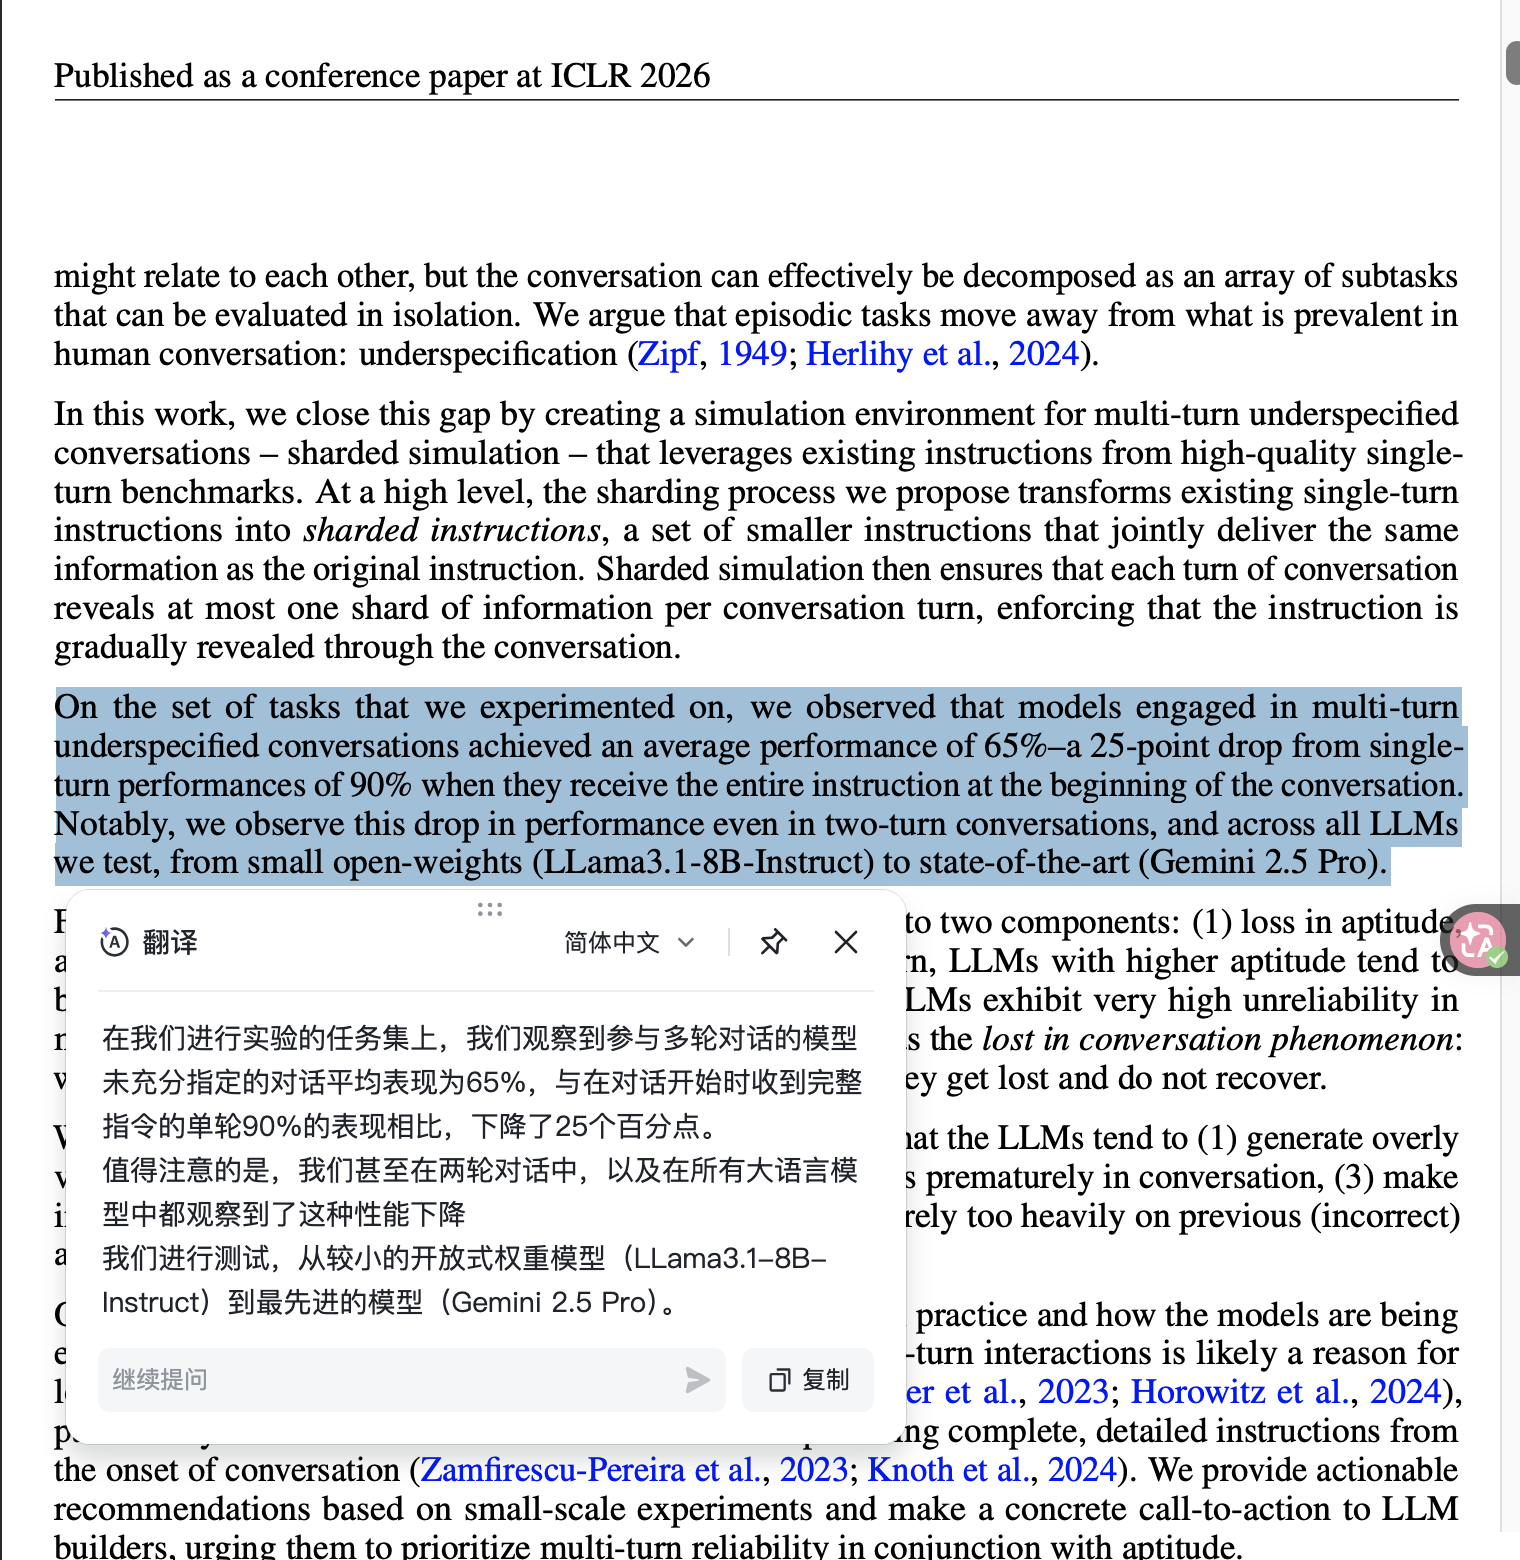 Published as a conference paper at ICLR 2026
might relate to each other, but the conversation can effectively be decomposed as an array of subtasks
that can be evaluated in isolation. We argue that episodic tasks move away from what is prevalent in
human conversation: underspecification (Zipf, 1949; Herlihy et al., 2024).
In this work, we close this gap by creating a simulation environment for multi-turn underspecified
conversations – sharded simulation – that leverages existing instructions from high-quality single-
turn benchmarks. At a high level, the sharding process we propose transforms existing single-turn
instructions into sharded instructions, a set of smaller instructions that jointly deliver the same
information as the original instruction. Sharded simulation then ensures that each turn of conversation
reveals at most one shard of information per conversation turn, enforcing that the instruction is
gradually revealed through the conversation.
On the set of tasks that we experimented on, we observed that models engaged in multi-turn
underspecified conversations achieved an average performance of 65%–a 25-point drop from single-
turn performances of 90% when they receive the entire instruction at the beginning of the conversation.
Notably, we observe this drop in performance even in two-turn conversations, and across all LLMs
we test, from small open-weights (LLama3.1-8B-Instruct) to state-of-the-art (Gemini 2.5 Pro).
to two components: (1) loss in aptitude,
LLMs with higher aptitude tend to
exhibit very high unreliability in
the lost in conversation phenomenon:
get lost and do not recover.
the LLMs tend to (1) generate overly
prematurely in conversation, (3) make
rely too heavily on previous (incorrect)
practice and how the models are being
-turn interactions is likely a reason for
et al., 2023; Horowitz et al., 2024),
complete, detailed instructions from
翻译
简体中文
在我们进行实验的任务集上，我们观察到参与多轮对话的模型
未充分指定的对话平均表现为65%，与在对话开始时收到完整
指令的单轮90%的表现相比，下降了25个百分点。
值得注意的是，我们甚至在两轮对话中，以及在所有大语言模
型中都观察到了这种性能下降
我们进行测试，从较小的开放式权重模型（LLama3.1–8B–
Instruct）到最先进的模型（Gemini 2.5 Pro）。
继续提问
复制
the onset of conversation (Zamfirescu-Pereira et al., 2023; Knoth et al., 2024). We provide actionable
recommendations based on small-scale experiments and make a concrete call-to-action to LLM
builders, urging them to prioritize multi-turn reliability in conjunction with aptitude.